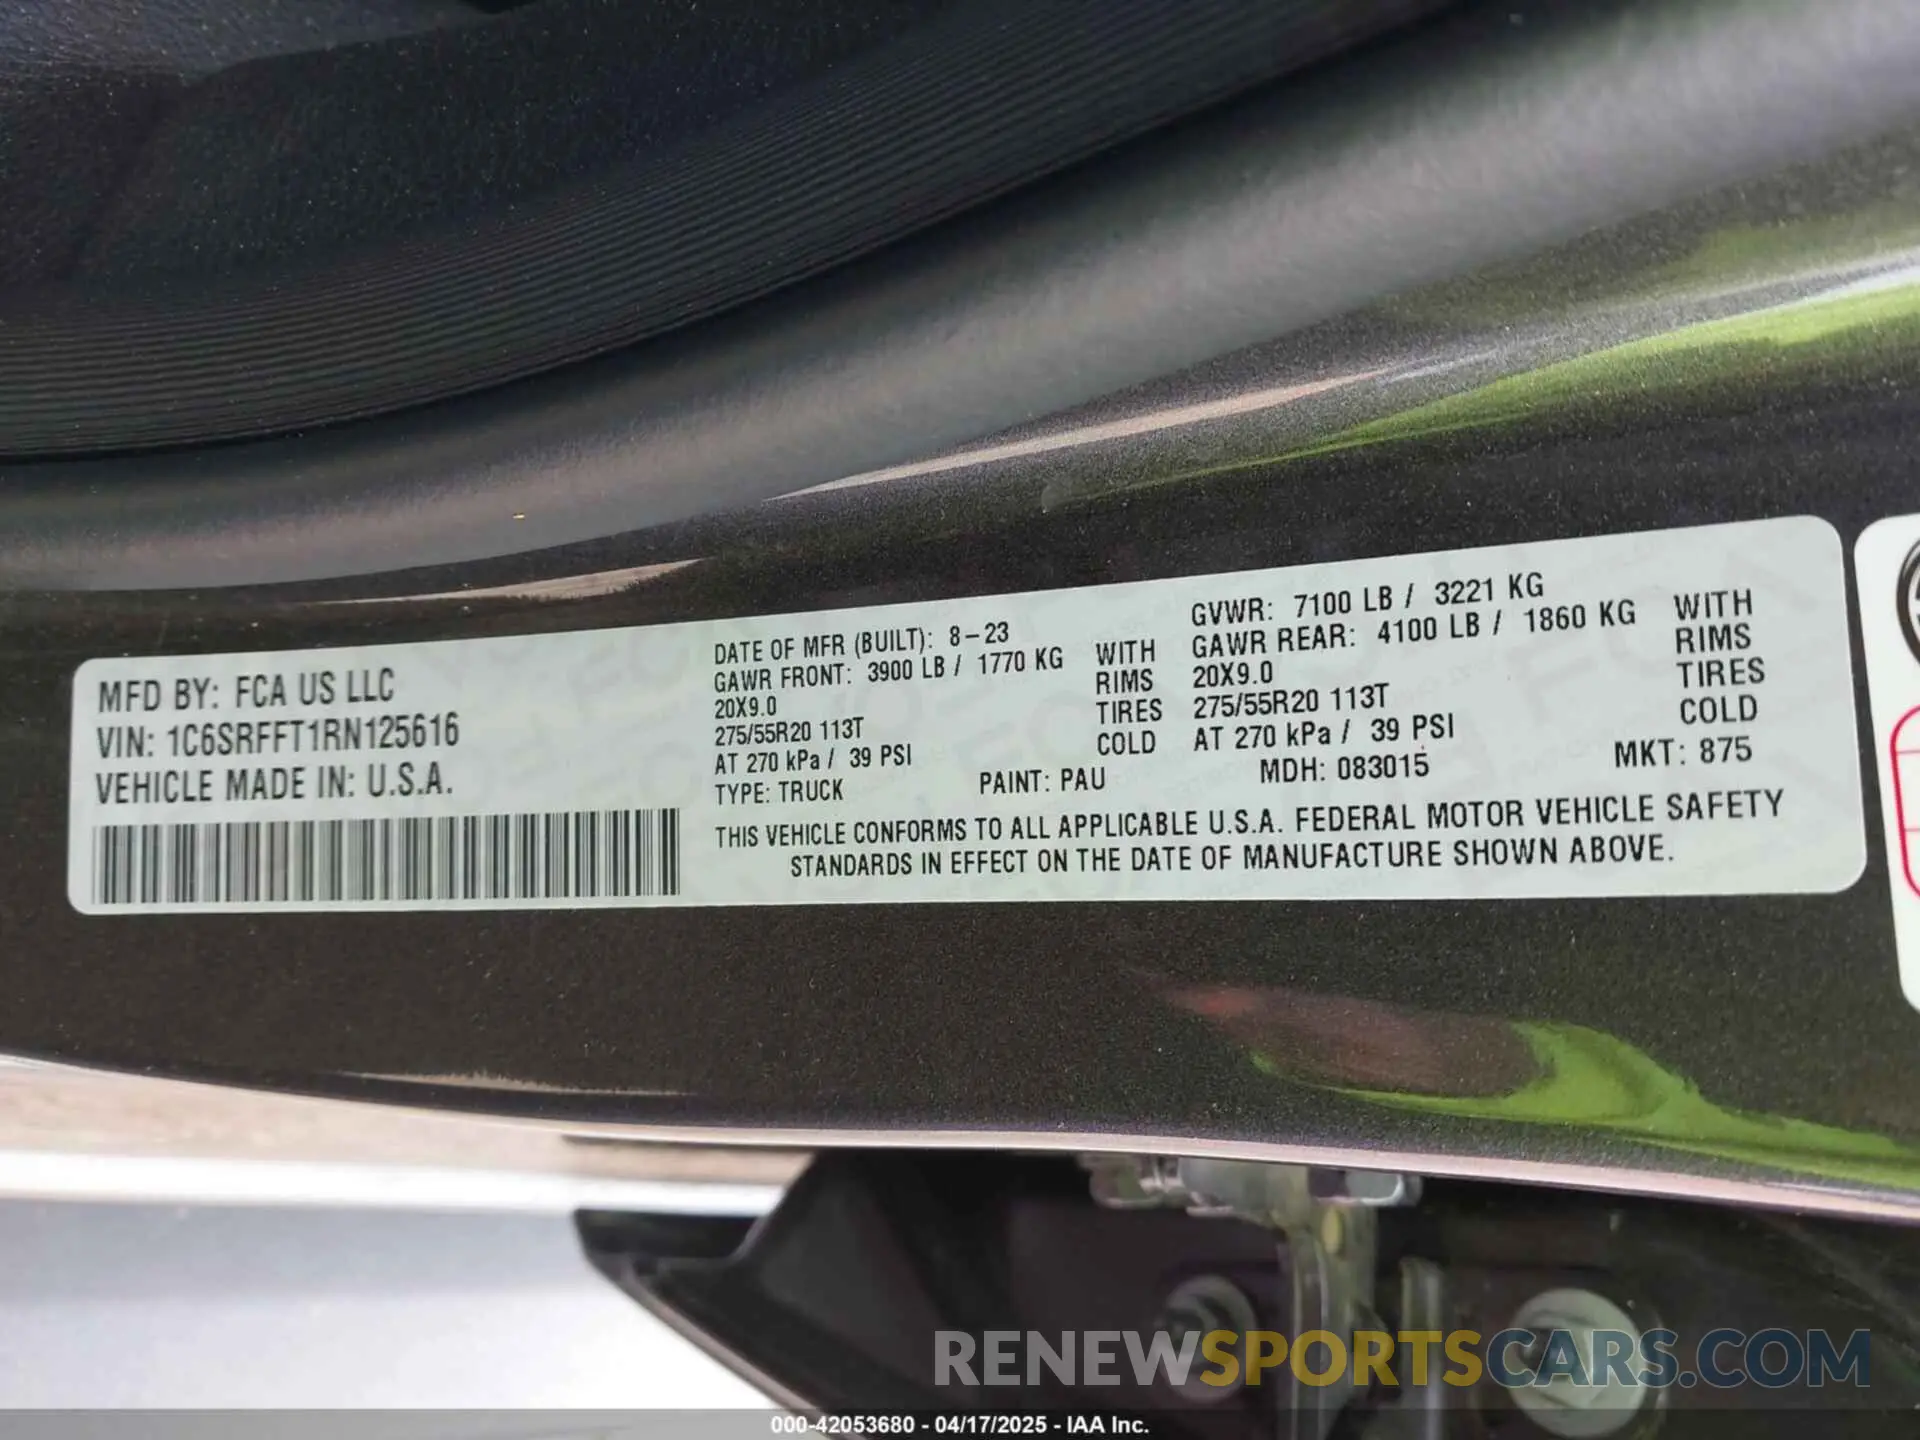 MFD BY: FCA US LLC
VIN: 1C6SRFFT1RN125616
VEHICLE MADE IN: U.S.A.
DATE OF MFR (BUILT): 8-23
GAWR FRONT: 3900 LB / 1770 KG WITH
20X9.0 RIMS
275/55R20 113T TIRES
AT 270 kPa / 39 PSI COLD
GVWR: 7100 LB / 3221 KG
GAWR REAR: 4100 LB / 1860 KG WITH
20X9.0 RIMS
275/55R20 113T TIRES
AT 270 kPa / 39 PSI COLD
TYPE: TRUCK PAINT: PAU MDH: 083015 MKT: 875
THIS VEHICLE CONFORMS TO ALL APPLICABLE U.S.A. FEDERAL MOTOR VEHICLE SAFETY
STANDARDS IN EFFECT ON THE DATE OF MANUFACTURE SHOWN ABOVE.
RENEWSPORTSCARS.COM
000-42053680 - 04/17/2025 - IAA Inc.